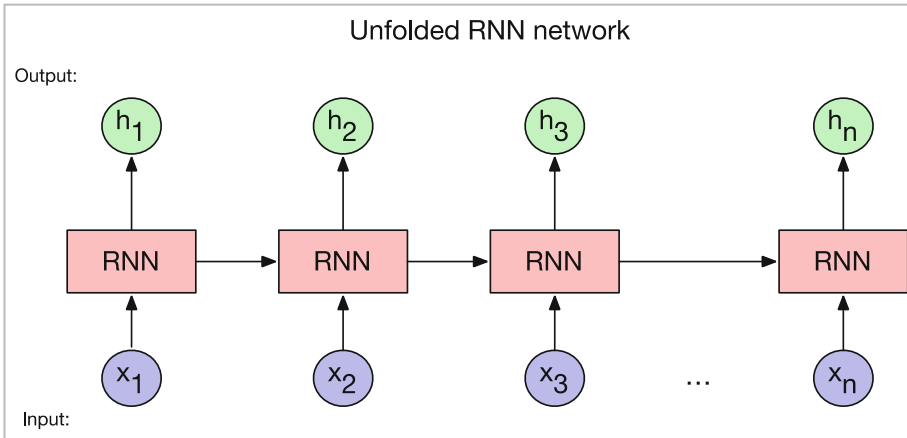 Unfolded RNN network
Output:
h1 h2 h3 hn
RNN RNN RNN RNN
x1 x2 x3 ... xn
Input: